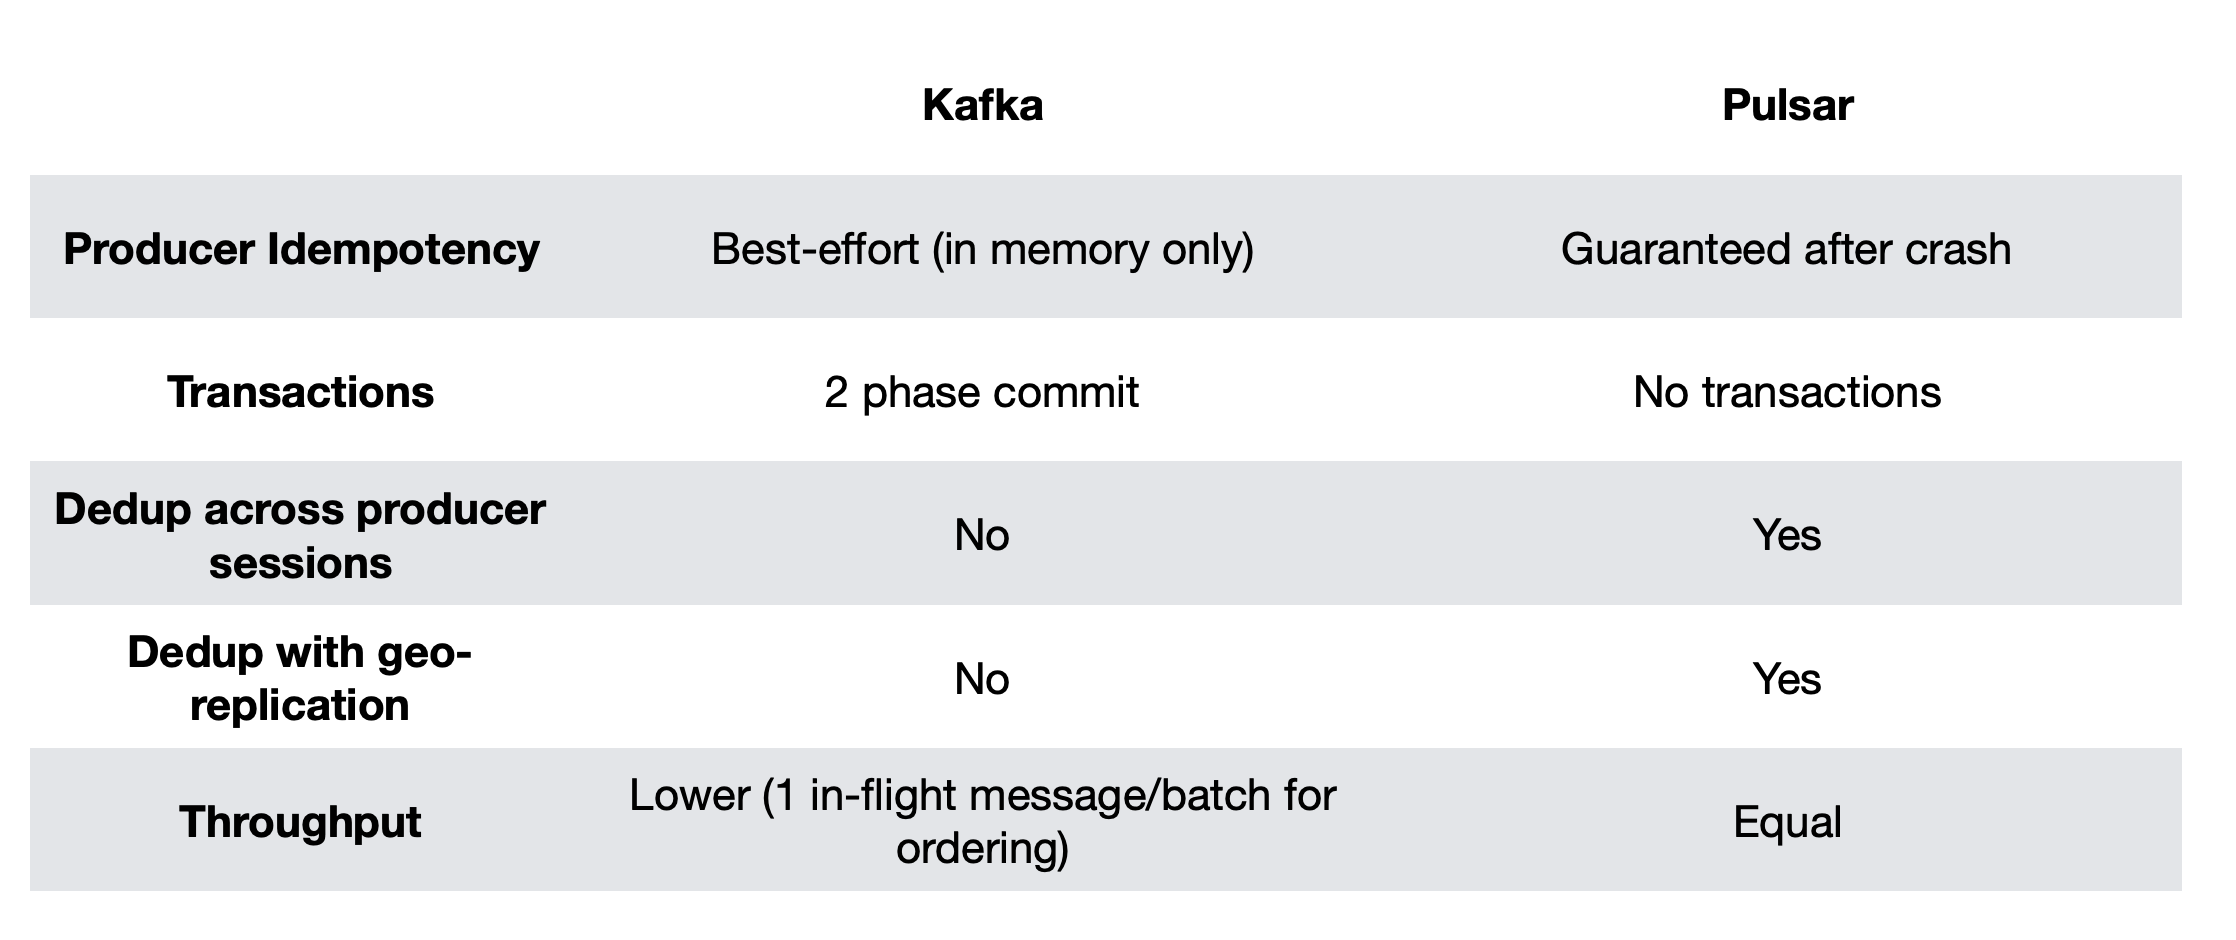 Kafka Pulsar
Producer Idempotency Best-effort (in memory only) Guaranteed after crash
Transactions 2 phase commit No transactions
Dedup across producer
sessions
No Yes
Dedup with geo-
replication
No Yes
Throughput
Lower (1 in-flight message/batch for
ordering)
Equal